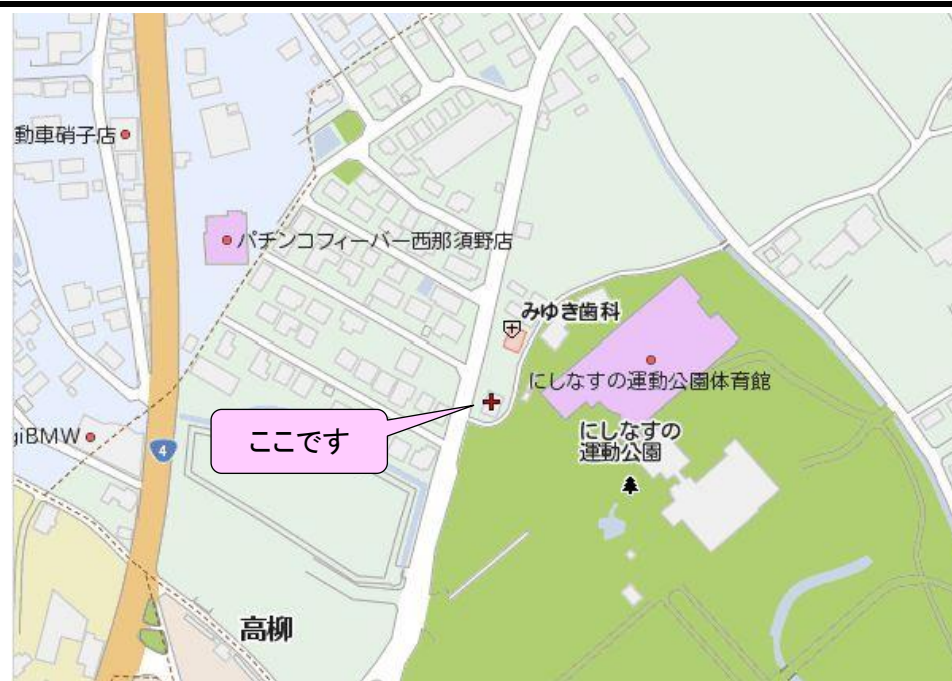 動車硝子店
パチンコフィーバー西那須野店
みゆき歯科
にしなすの運動公園体育館
ここです
giBMW
4
にしなすの
運動公園
高柳